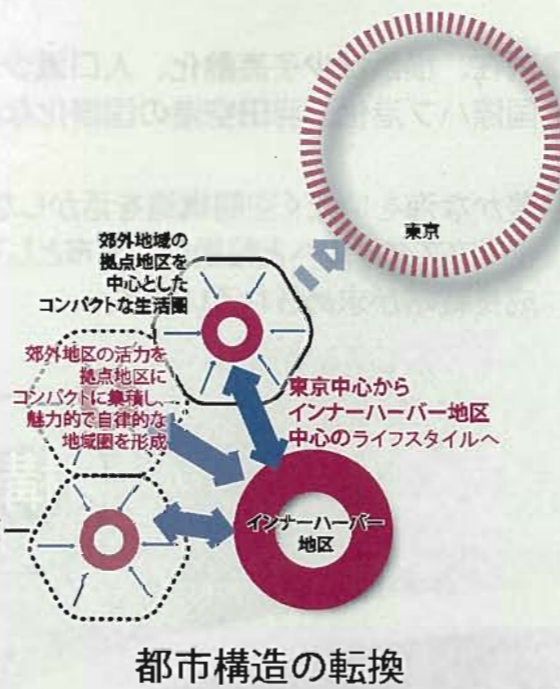 東京
郊外地域の
拠点地区を
中心とした
コンパクトな生活圏
郊外地区の活力を
拠点地区に
コンパクトに集積し、
魅力的で自律的な
地域圏を形成
東京中心から
インナーハーバー地区
中心のライフスタイルへ
インナーハーバー
地区
都市構造の転換